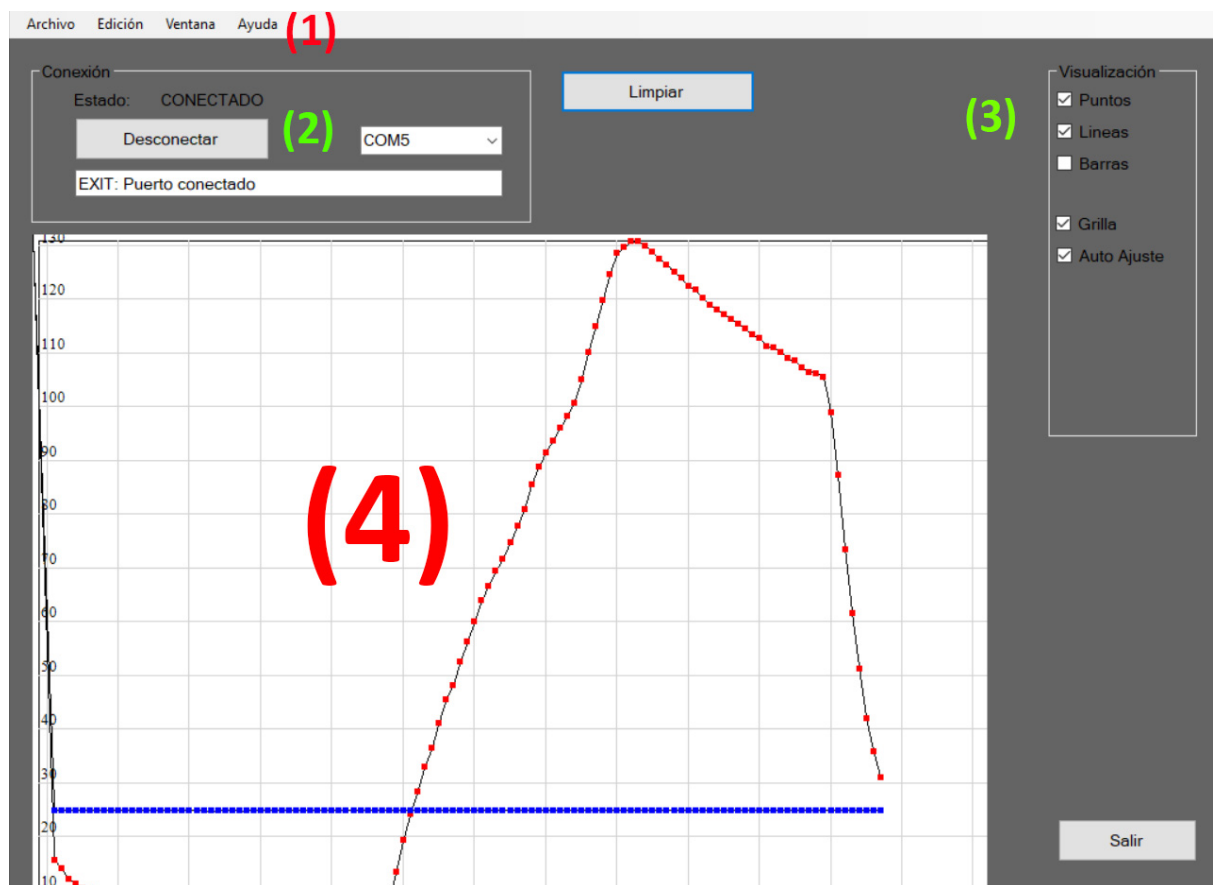 Archivo Edición Ventana Ayuda (1)
Conexión
Estado: CONECTADO
Desconectar (2) COM5
EXIT: Puerto conectado
Limpiar
(3)
Visualización
Puntos
Lineas
Barras
Grilla
Auto Ajuste
130
120
110
100
90
80
(4)
70
60
50
40
30
20
10
Salir